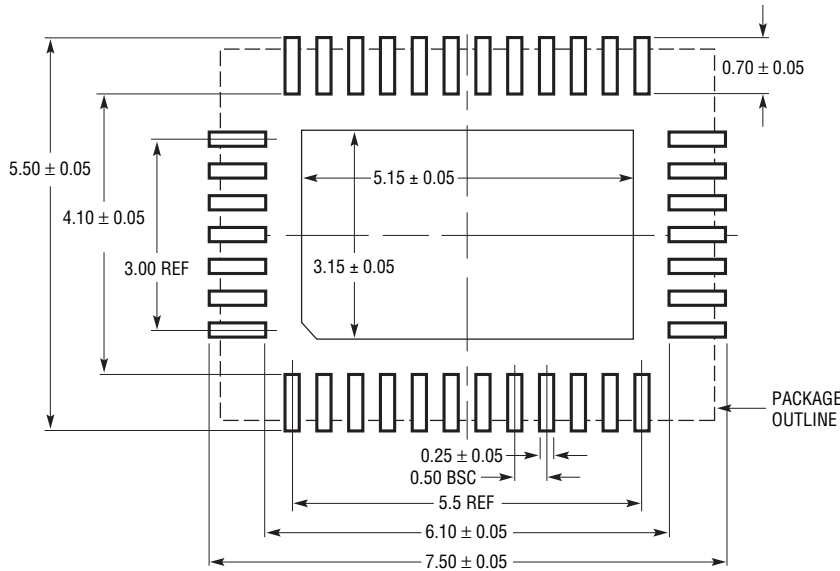 0.70 ± 0.05
5.50 ± 0.05
5.15 ± 0.05
4.10 ± 0.05
3.00 REF
3.15 ± 0.05
PACKAGE
OUTLINE
0.25 ± 0.05
0.50 BSC
5.5 REF
6.10 ± 0.05
7.50 ± 0.05